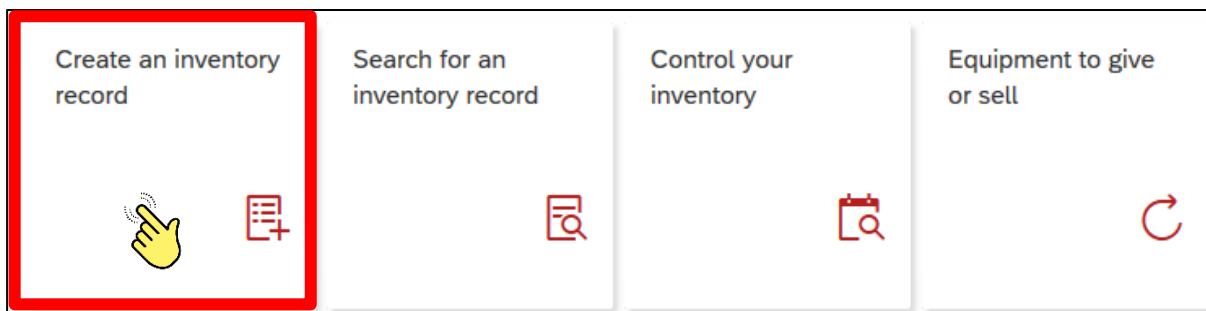 Create an inventory
record
Search for an
inventory record
Control your
inventory
Equipment to give
or sell